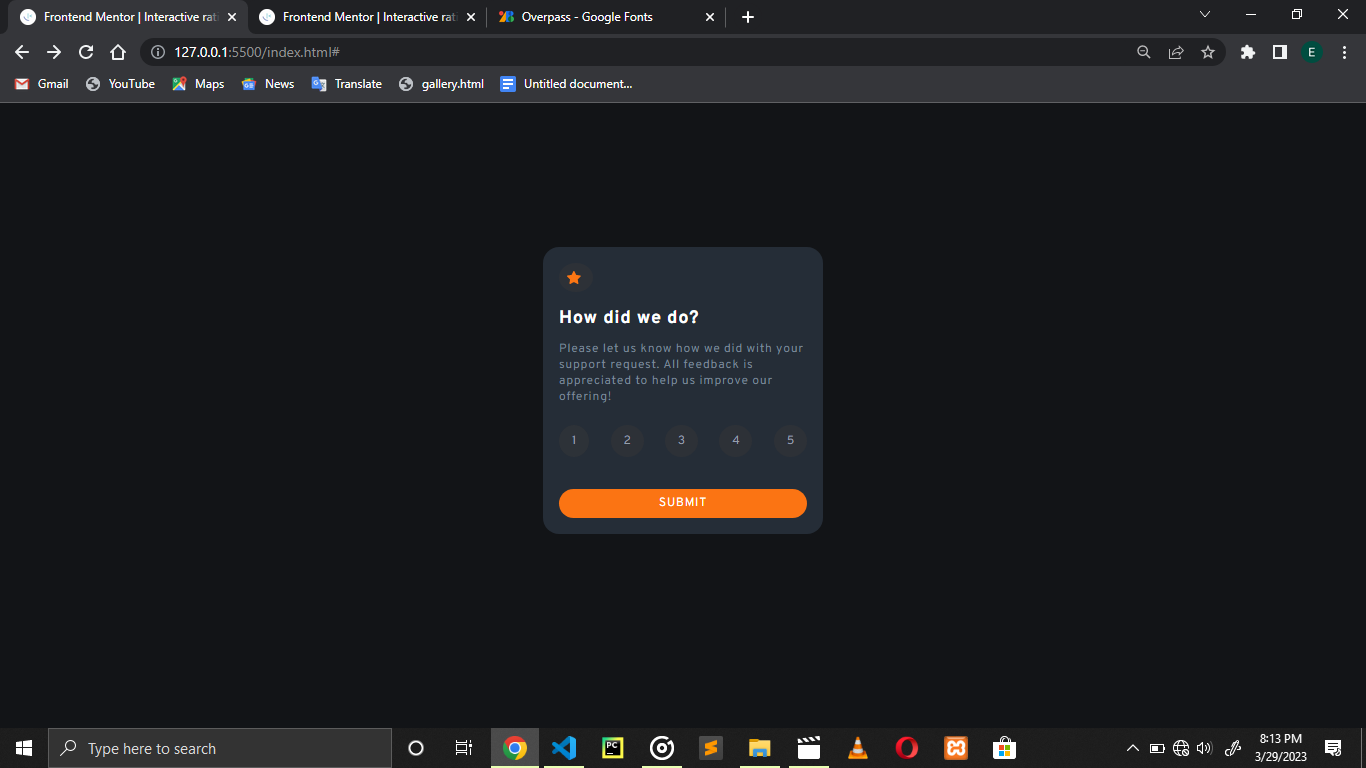 Frontend Mentor | Interactive rat
Frontend Mentor | Interactive rati
Overpass - Google Fonts
127.0.0.1:5500/index.html#
E
Gmail
YouTube
Maps
News
Translate
gallery.html
Untitled document...
How did we do?
Please let us know how we did with your
support request. All feedback is
appreciated to help us improve our
offering!
1 2 3 4 5
SUBMIT
Type here to search
PC
8:13 PM
3/29/2023